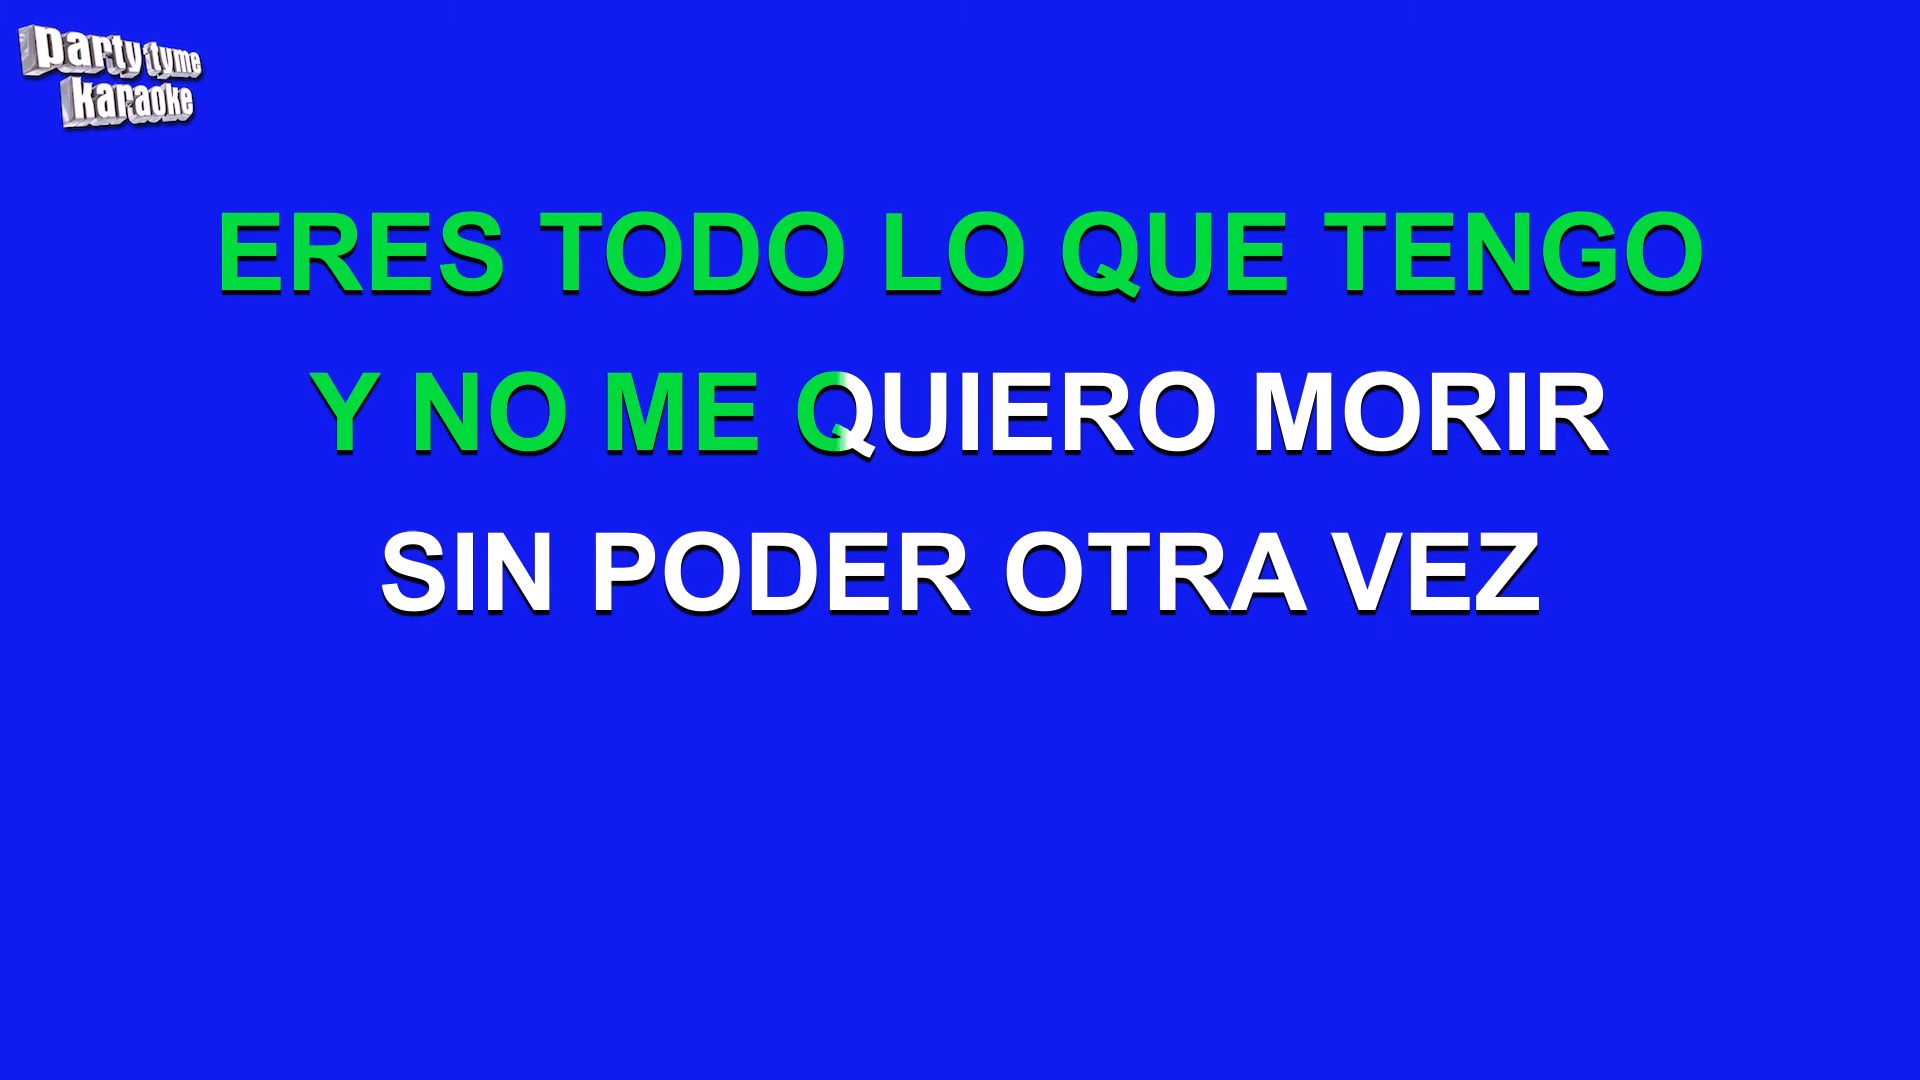 party tyme
karaoke
ERES TODO LO QUE TENGO
Y NO ME QUIERO MORIR
SIN PODER OTRA VEZ